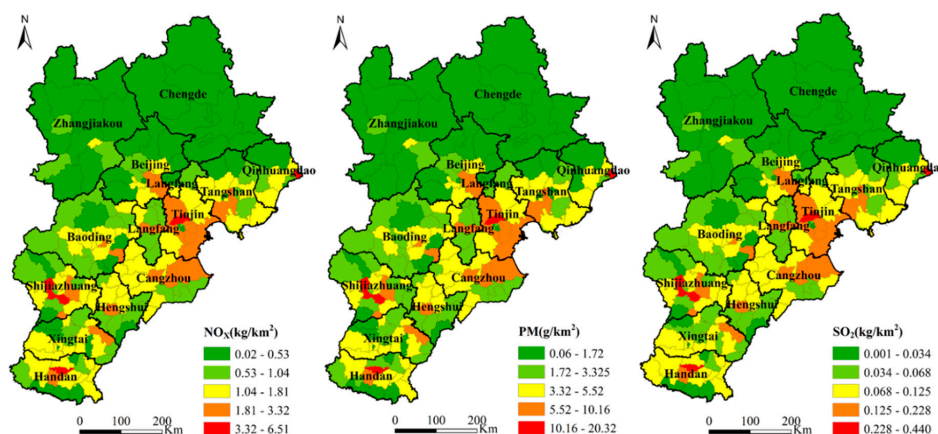 N
Chengde
Zhangjiakou
Beijing
Qinhuangdao
Langfang
Tangshan
Tinjin
Langfang
Baoding
Cangzhou
Shijiazhuang
Hengshui
Xingtai
Handan
NOX(kg/km2)
0.02 - 0.53
0.53 - 1.04
1.04 - 1.81
1.81 - 3.32
3.32 - 6.51
0 100 200 Km
N
Chengde
Zhangjiakou
Beijing
Qinhuangdao
Langfang
Tangshan
Tinjin
Langfang
Baoding
Cangzhou
Shijiazhuang
Hengshui
Xingtai
Handan
PM(g/km2)
0.06 - 1.72
1.72 - 3.325
3.32 - 5.52
5.52 - 10.16
10.16 - 20.32
0 100 200 Km
N
Chengde
Zhangjiakou
Beijing
Qinhuangdao
Langfang
Tangshan
Tinjin
Langfang
Baoding
Cangzhou
Shijiazhuang
Hengshui
Xingtai
Handan
SO2(kg/km2)
0.001 - 0.034
0.034 - 0.068
0.068 - 0.125
0.125 - 0.228
0.228 - 0.440
0 100 200 Km